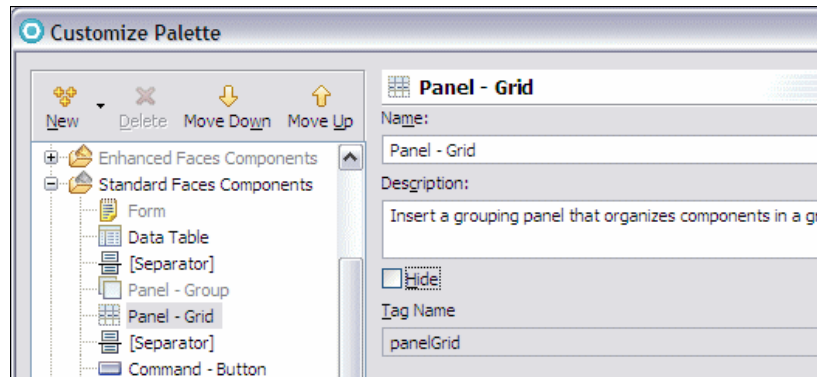 Customize Palette
New Delete Move Down Move Up
Enhanced Faces Components
Standard Faces Components
Form
Data Table
[Separator]
Panel - Group
Panel - Grid
[Separator]
Command - Button
Panel - Grid
Name:
Panel - Grid
Description:
Insert a grouping panel that organizes components in a
Hide
Tag Name
panelGrid